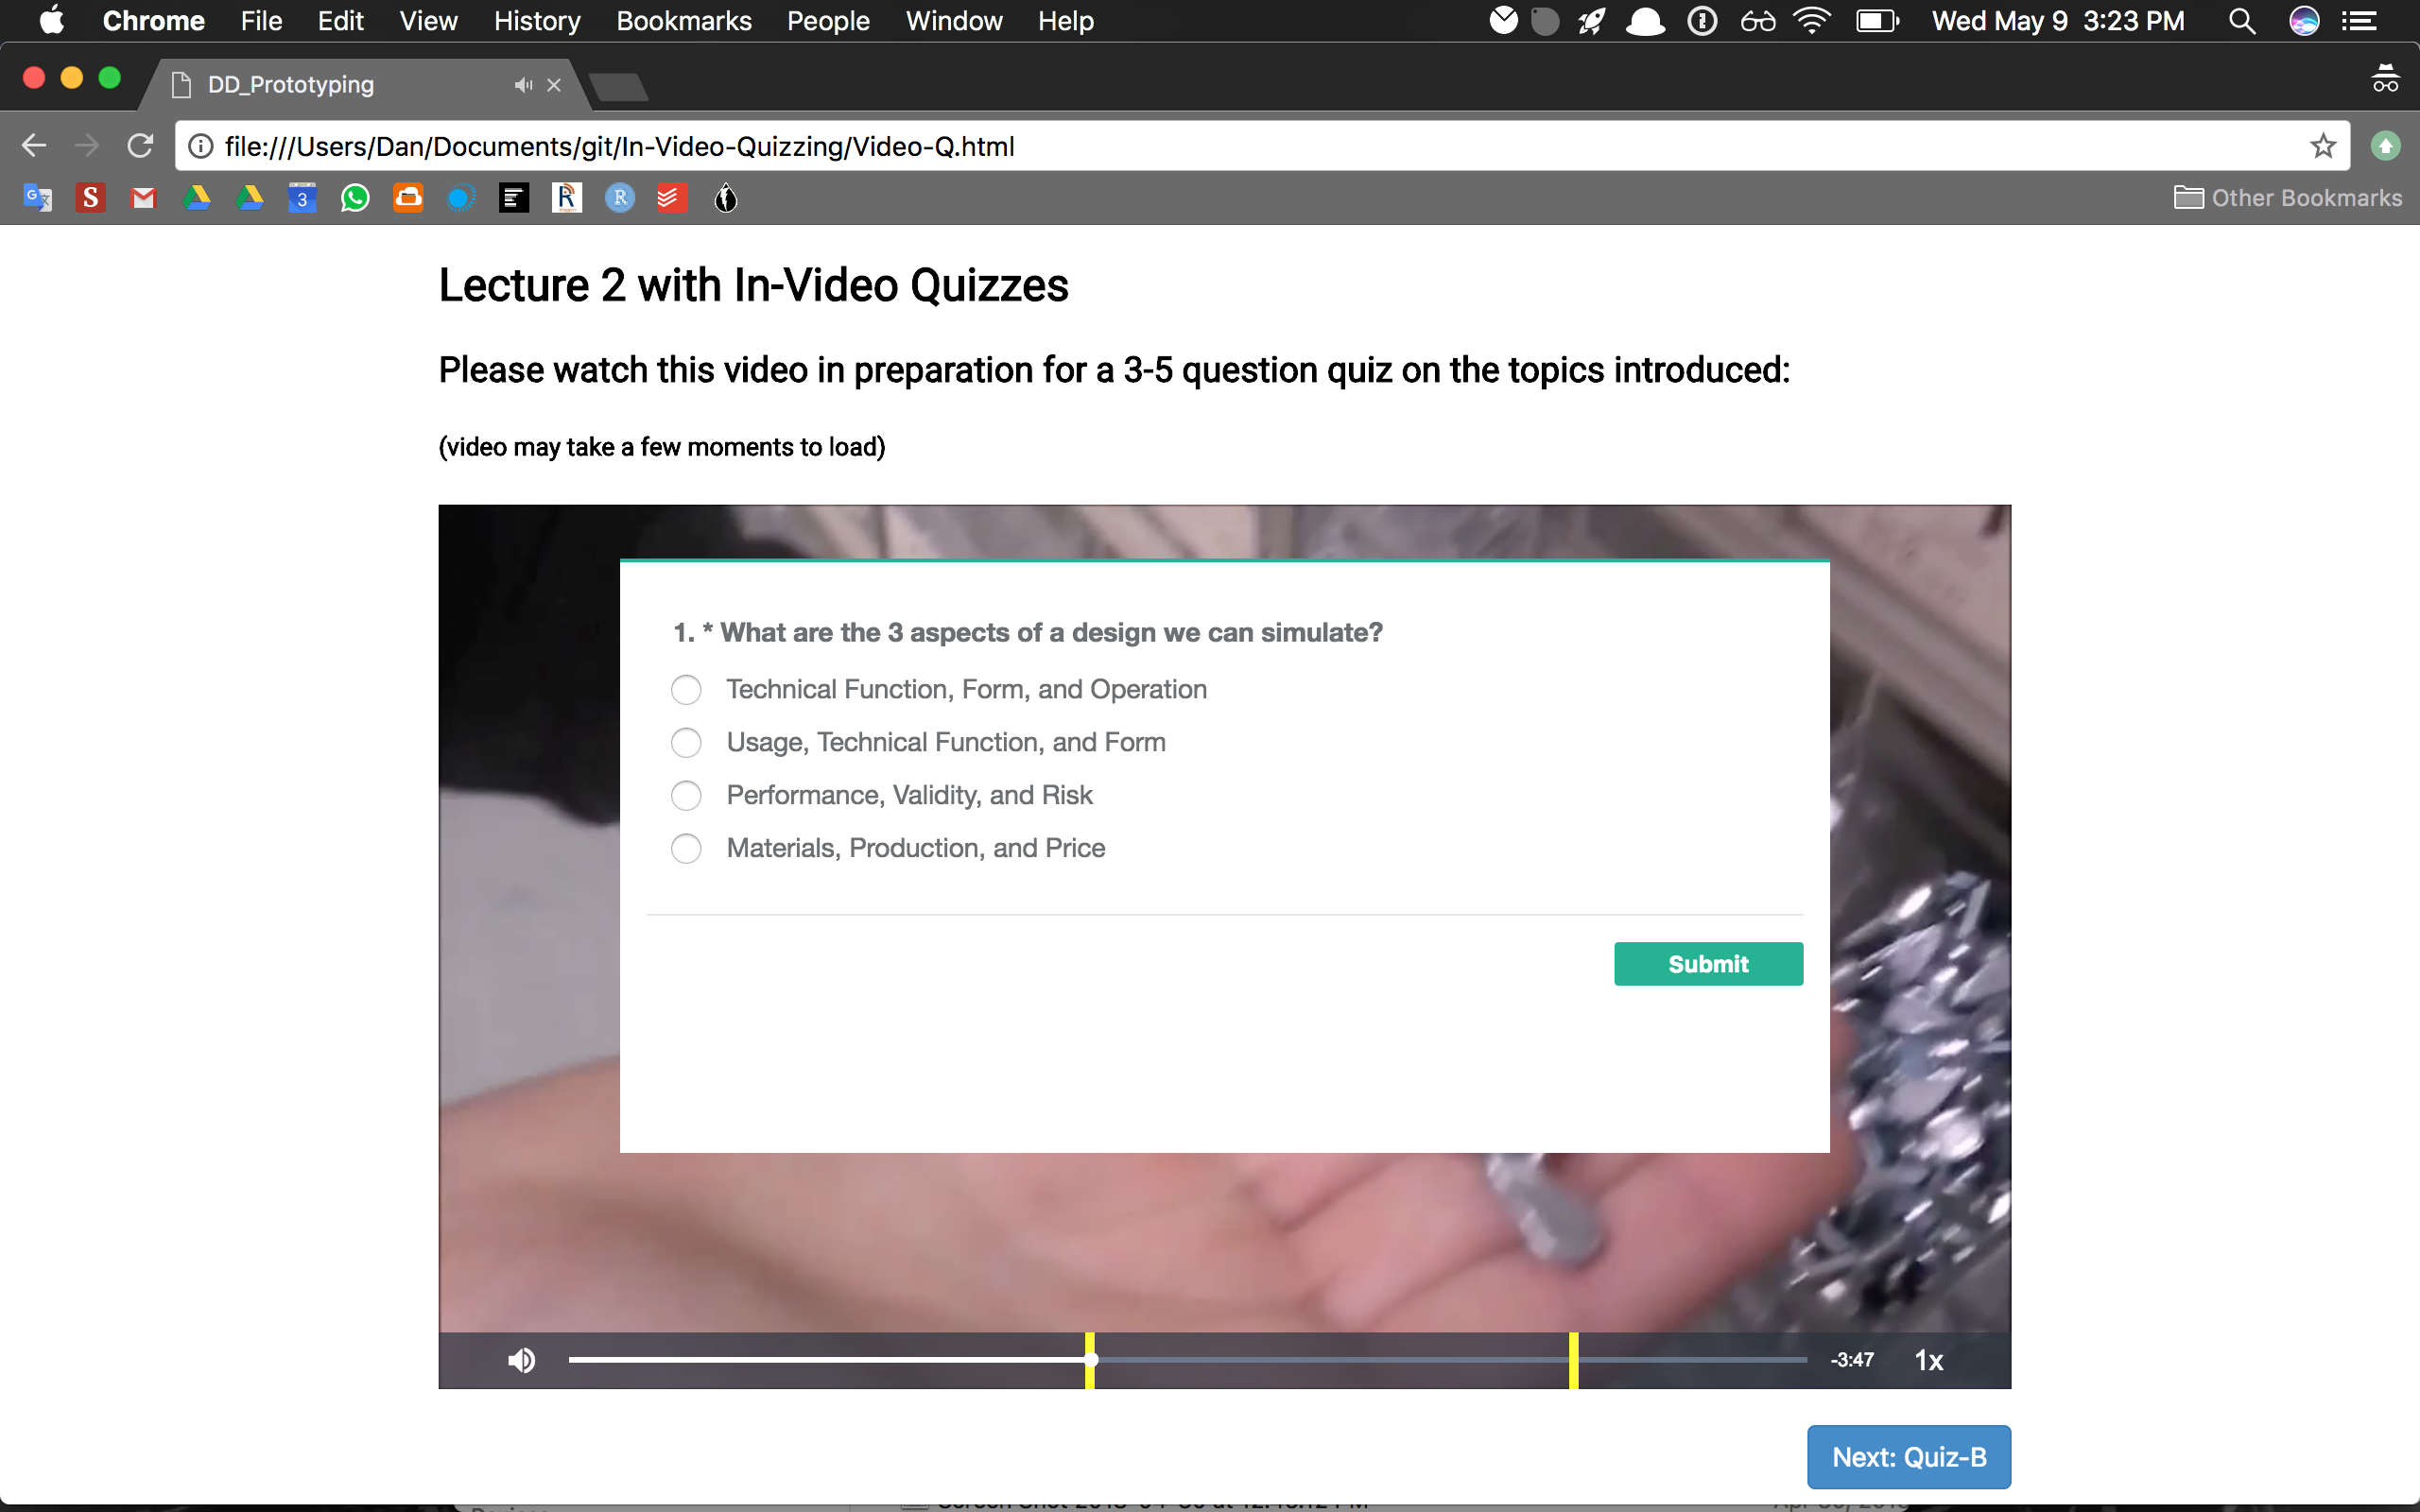 Chrome File Edit View History Bookmarks People Window Help Wed May 9 3:23 PM
DD_Prototyping
file:///Users/Dan/Documents/git/In-Video-Quizzing/Video-Q.html
S 3 R R Other Bookmarks
Lecture 2 with In-Video Quizzes
Please watch this video in preparation for a 3-5 question quiz on the topics introduced:
(video may take a few moments to load)
1. * What are the 3 aspects of a design we can simulate?
Technical Function, Form, and Operation
Usage, Technical Function, and Form
Performance, Validity, and Risk
Materials, Production, and Price
Submit
-3:47 1x
Next: Quiz-B